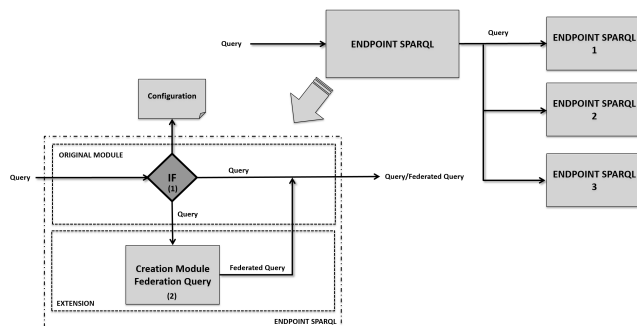 Query
ENDPOINT SPARQL
Query
ENDPOINT SPARQL
1
ENDPOINT SPARQL
2
ENDPOINT SPARQL
3
Configuration
ORIGINAL MODULE
Query
IF
(1)
Query
Query/Federated Query
Query
Creation Module
Federation Query
(2)
Federated Query
EXTENSION
ENDPOINT SPARQL